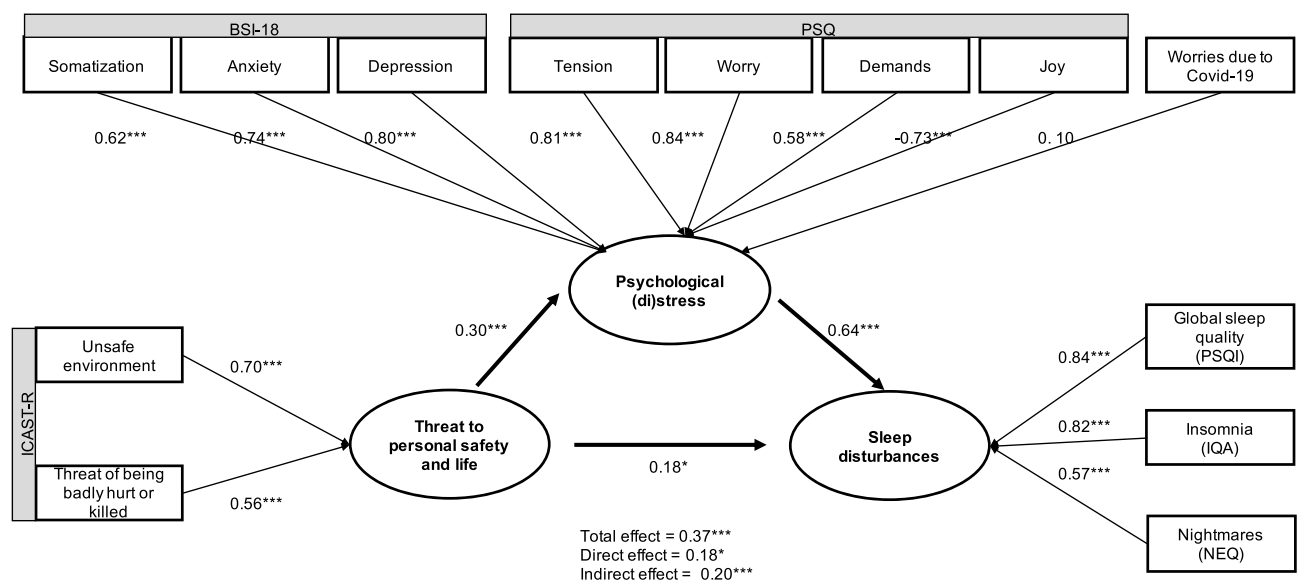 BSI-18
PSQ
Somatization
Anxiety
Depression
Tension
Worry
Demands
Joy
Worries due to
Covid-19
0.62***
0.74***
0.80***
0.81***
0.84***
0.58***
-0.73***
0. 10
Psychological
(di)stress
0.30***
0.64***
ICAST-R
Unsafe
environment
0.70***
Threat of being
badly hurt or
killed
0.56***
Threat to
personal safety
and life
0.18*
Sleep
disturbances
0.84***
0.82***
0.57***
Global sleep
quality
(PSQI)
Insomnia
(IQA)
Nightmares
(NEQ)
Total effect = 0.37***
Direct effect = 0.18*
Indirect effect =  0.20***